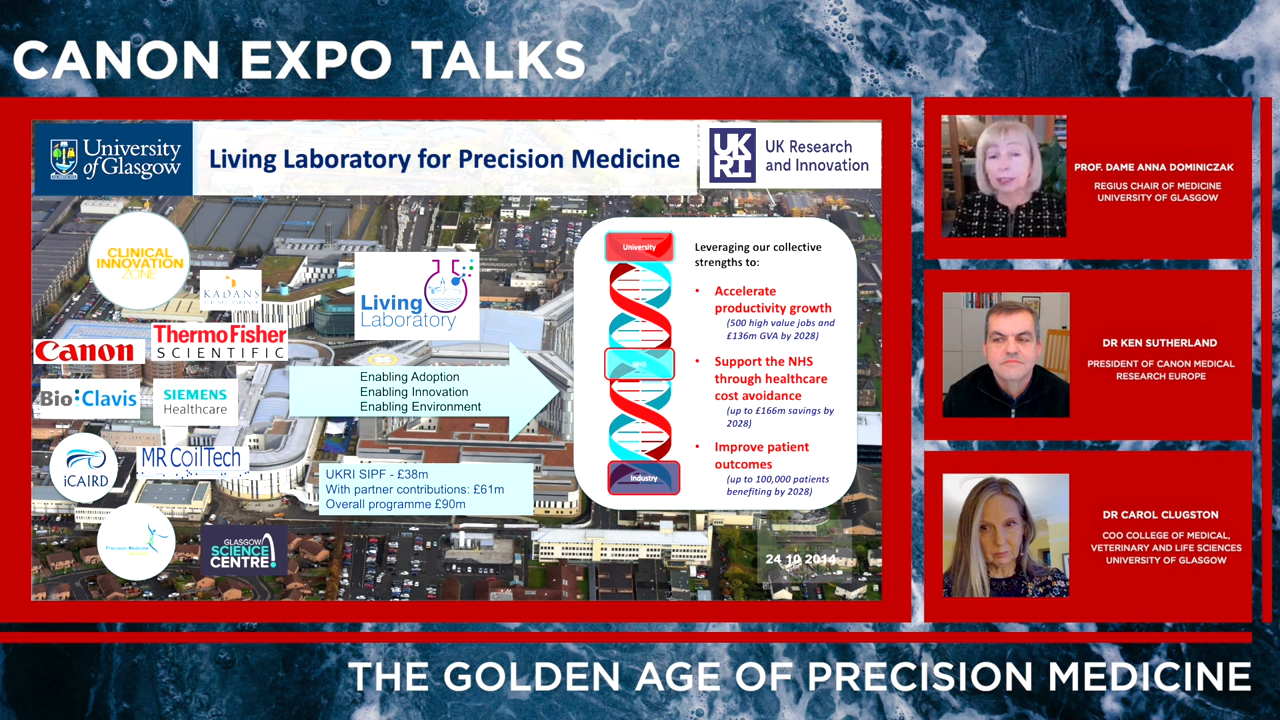 CANON EXPO TALKS
University
of Glasgow
Living Laboratory for Precision Medicine
UK
RI
UK Research
and Innovation
CLINICAL
INNOVATION
ZONE
KADANS
Living
Laboratory
ThermoFisher
SCIENTIFIC
Canon
Bio:Clavis
SIEMENS
Healthcare
iCAIRD
MR CoilTech
Precision Medicine
GLASGOW
SCIENCE
CENTRE.
Enabling Adoption
Enabling Innovation
Enabling Environment
UKRI SIPF - £38m
With partner contributions: £61m
Overall programme £90m
University
NHS
Industry
Leveraging our collective
strengths to:
• Accelerate
productivity growth
(500 high value jobs and
£136m GVA by 2028)
• Support the NHS
through healthcare
cost avoidance
(up to £166m savings by
2028)
• Improve patient
outcomes
(up to 100,000 patients
benefiting by 2028)
24 10 2014
PROF. DAME ANNA DOMINICZAK
REGIUS CHAIR OF MEDICINE
UNIVERSITY OF GLASGOW
DR KEN SUTHERLAND
PRESIDENT OF CANON MEDICAL
RESEARCH EUROPE
DR CAROL CLUGSTON
COO COLLEGE OF MEDICAL,
VETERINARY AND LIFE SCIENCES
UNIVERSITY OF GLASGOW
THE GOLDEN AGE OF PRECISION MEDICINE